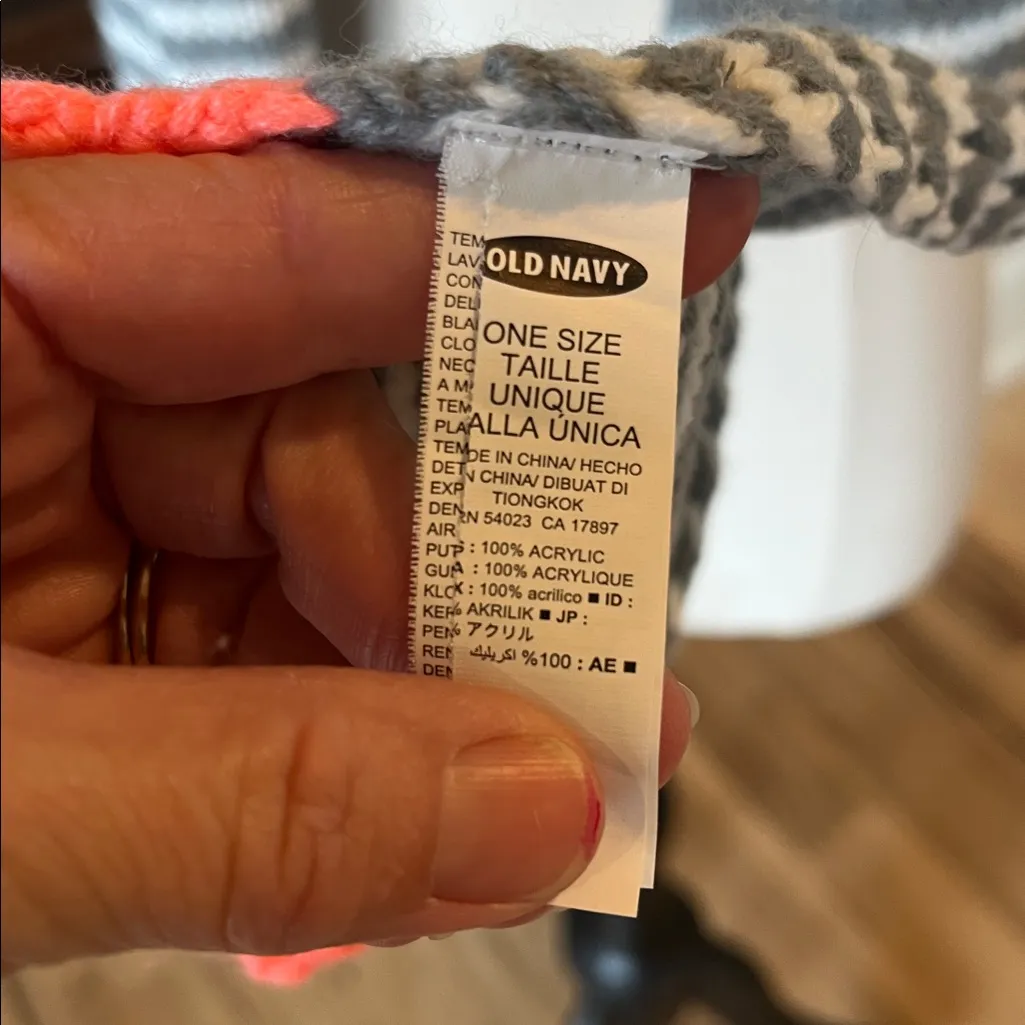 OLD NAVY
ONE SIZE
TAILLE
UNIQUE
ALLA ÚNICA
DE IN CHINA/ HECHO
N CHINA/ DIBUAT DI
TIONGKOK
RN 54023 CA 17897
: 100% ACRYLIC
: 100% ACRYLIQUE
X : 100% acrílico ■ ID :
% AKRILIK ■ JP :
% アクリル
■ AE : 100% اكريليك
TEM
LAV
CON
DEL
BLA
CLO
NEC
A M
TEM
PLA
TEM
DET
EXP
DEN
AIR
PUT
GUA
KLO
KER
PEN
REN
DEN